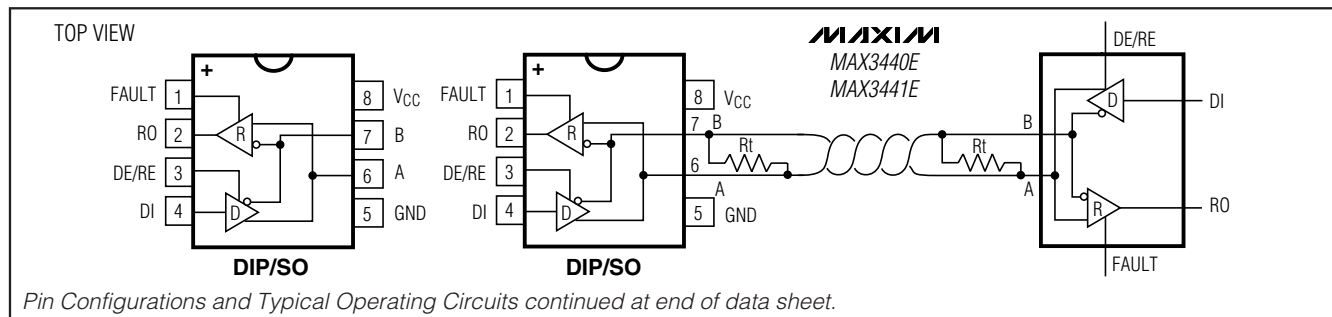 TOP VIEW
+
FAULT 1
RO 2
DE/RE 3
DI 4
8 VCC
7 B
6 A
5 GND
R
D
DIP/SO
+
FAULT 1
RO 2
DE/RE 3
DI 4
8 VCC
7 B
6 A
5 GND
R
D
DIP/SO
Rt
MAXIM
MAX3440E
MAX3441E
Rt
B
A
DE/RE
D
DI
R
RO
FAULT
Pin Configurations and Typical Operating Circuits continued at end of data sheet.